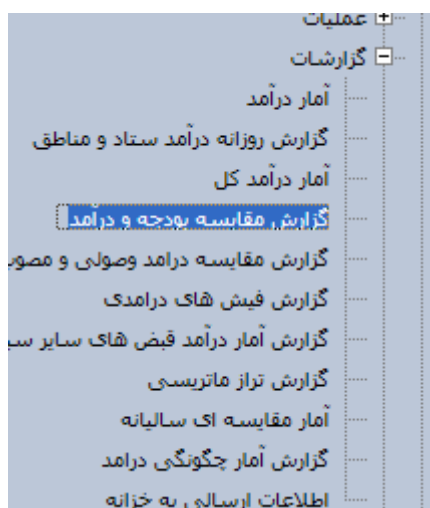 عملیات
گزارشات
آمار درآمد
گزارش روزانه درآمد ستاد و مناطق
آمار درآمد کل
گزارش مقایسه بودجه و درآمد
گزارش مقایسه درامد وصولی و
گزارش فیش های درامدی
گزارش آمار درآمد قبض های سایر
گزارش تراز ماتریسی
آمار مقایسه ای سالیانه
گزارش آمار چگونگی درامد
اطلاعات ارسالی به خزانه